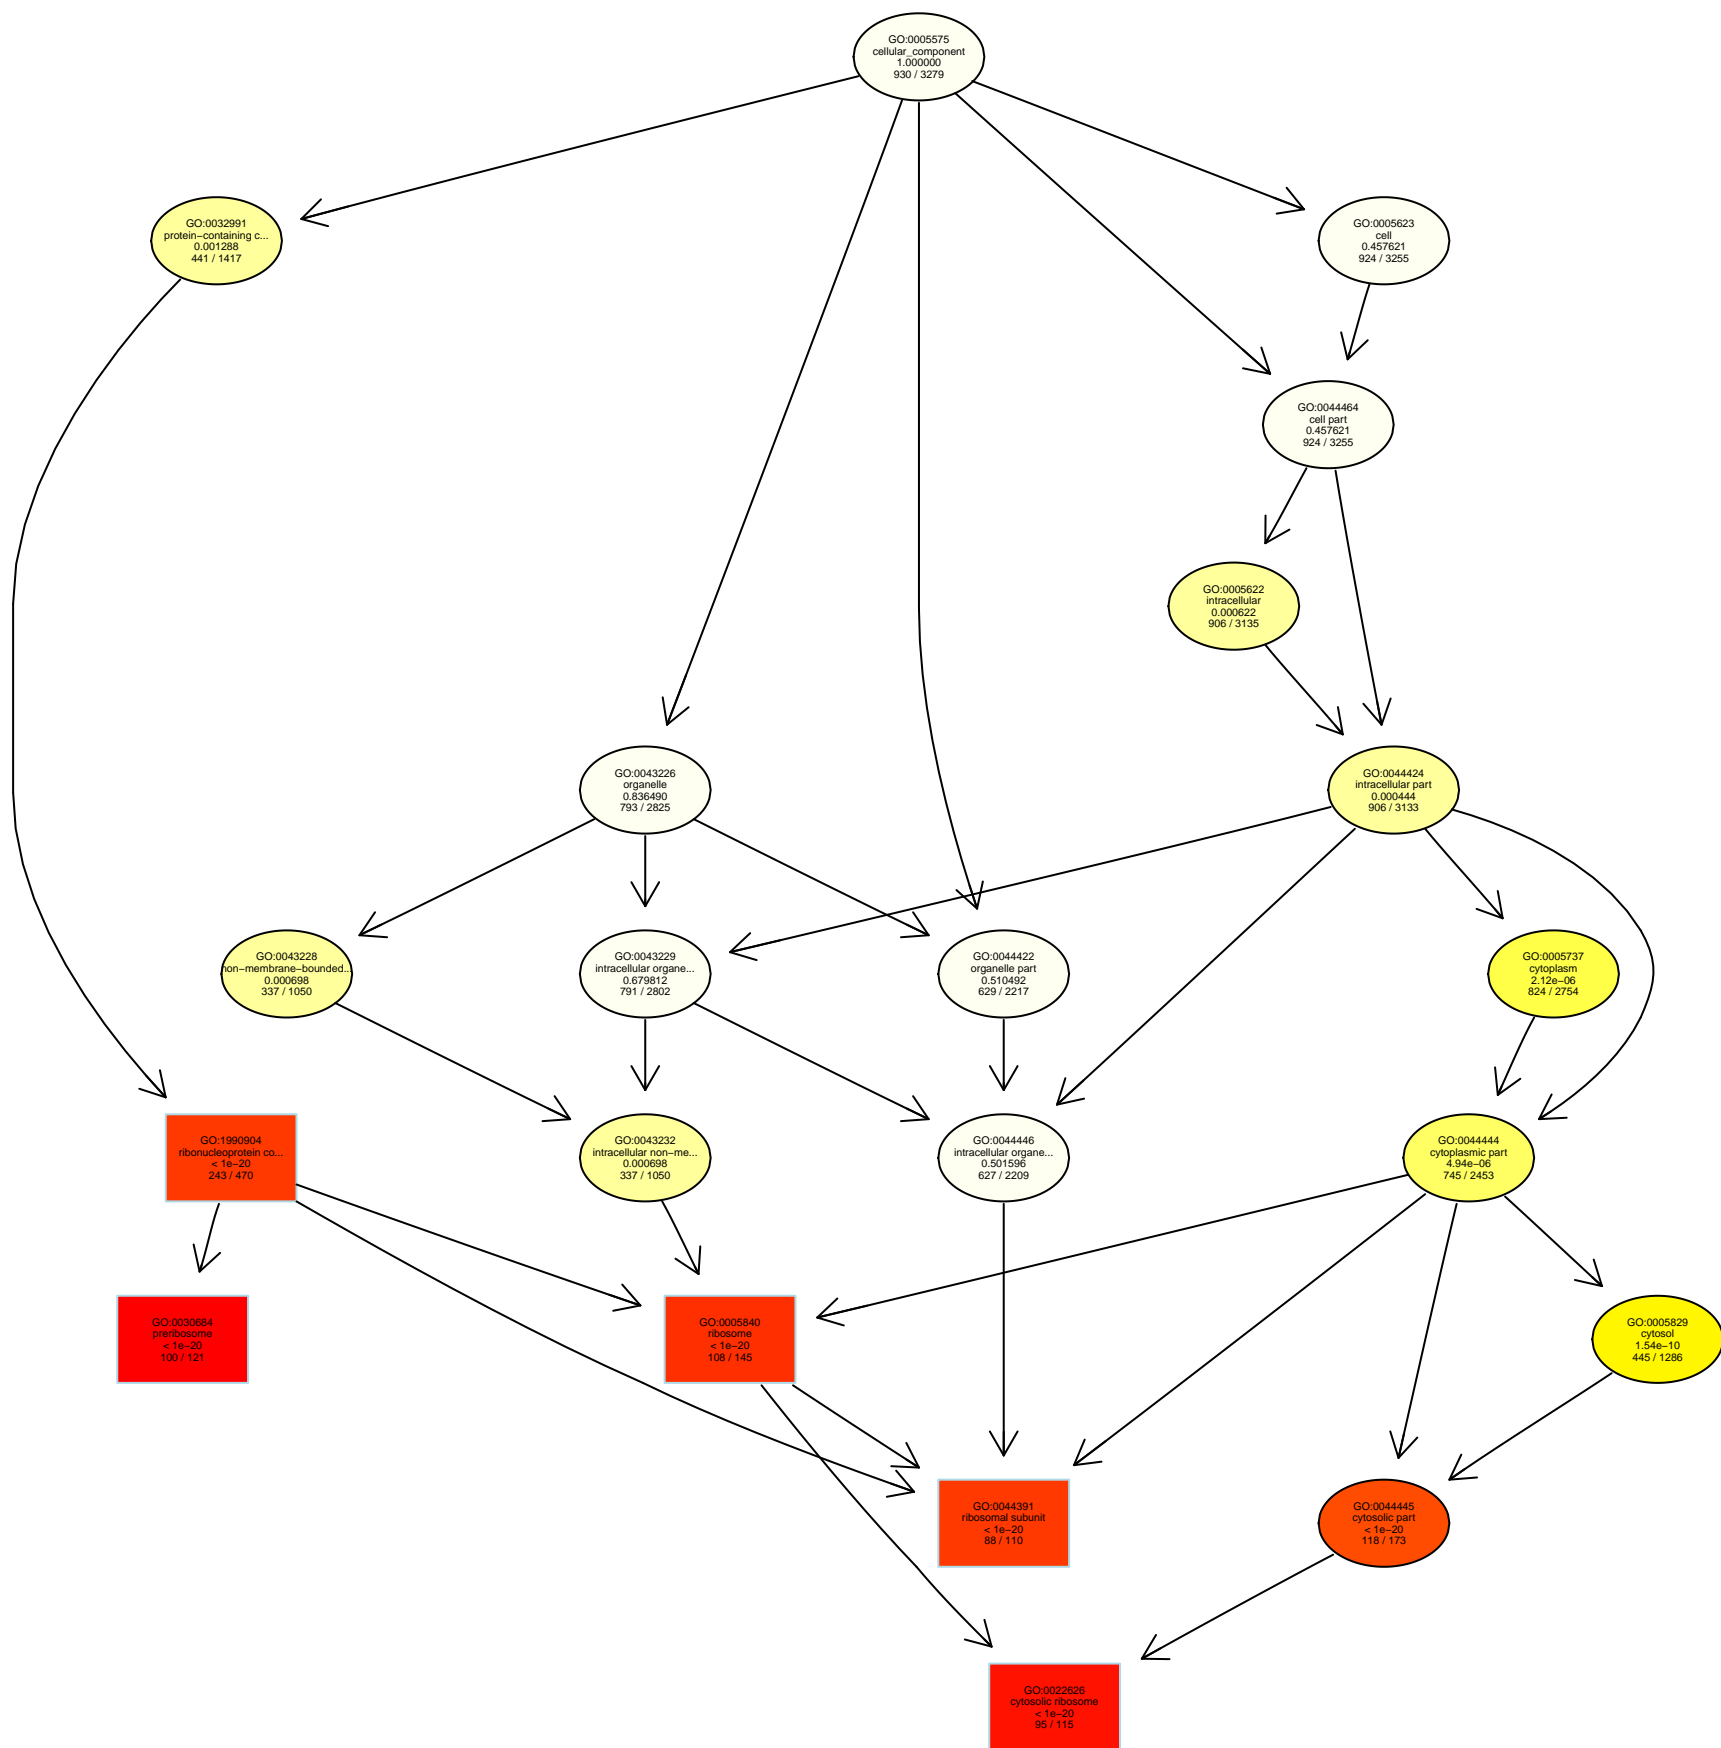 GO:0005575
cellular_component
1.000000
930 / 3279
GO:0032991
protein−containing c...
0.001288
441 / 1417
GO:0005623
cell
0.457621
924 / 3255
GO:0044464
cell part
0.457621
924 / 3255
GO:0005622
intracellular
0.000622
906 / 3135
GO:0043226
organelle
0.836490
793 / 2825
GO:0044424
intracellular part
0.000444
906 / 3133
GO:0043228
non−membrane−bounded...
0.000698
337 / 1050
GO:0043229
intracellular organe...
0.679812
791 / 2802
GO:0044422
organelle part
0.510492
629 / 2217
GO:0005737
cytoplasm
2.12e−06
824 / 2754
GO:1990904
ribonucleoprotein co...
< 1e−20
243 / 470
GO:0043232
intracellular non−me...
0.000698
337 / 1050
GO:0044446
intracellular organe...
0.501596
627 / 2209
GO:0044444
cytoplasmic part
4.94e−06
745 / 2453
GO:0030684
preribosome
< 1e−20
100 / 121
GO:0005840
ribosome
< 1e−20
108 / 145
GO:0005829
cytosol
1.54e−10
445 / 1286
GO:0044391
ribosomal subunit
< 1e−20
88 / 110
GO:0044445
cytosolic part
< 1e−20
118 / 173
GO:0022626
cytosolic ribosome
< 1e−20
95 / 115